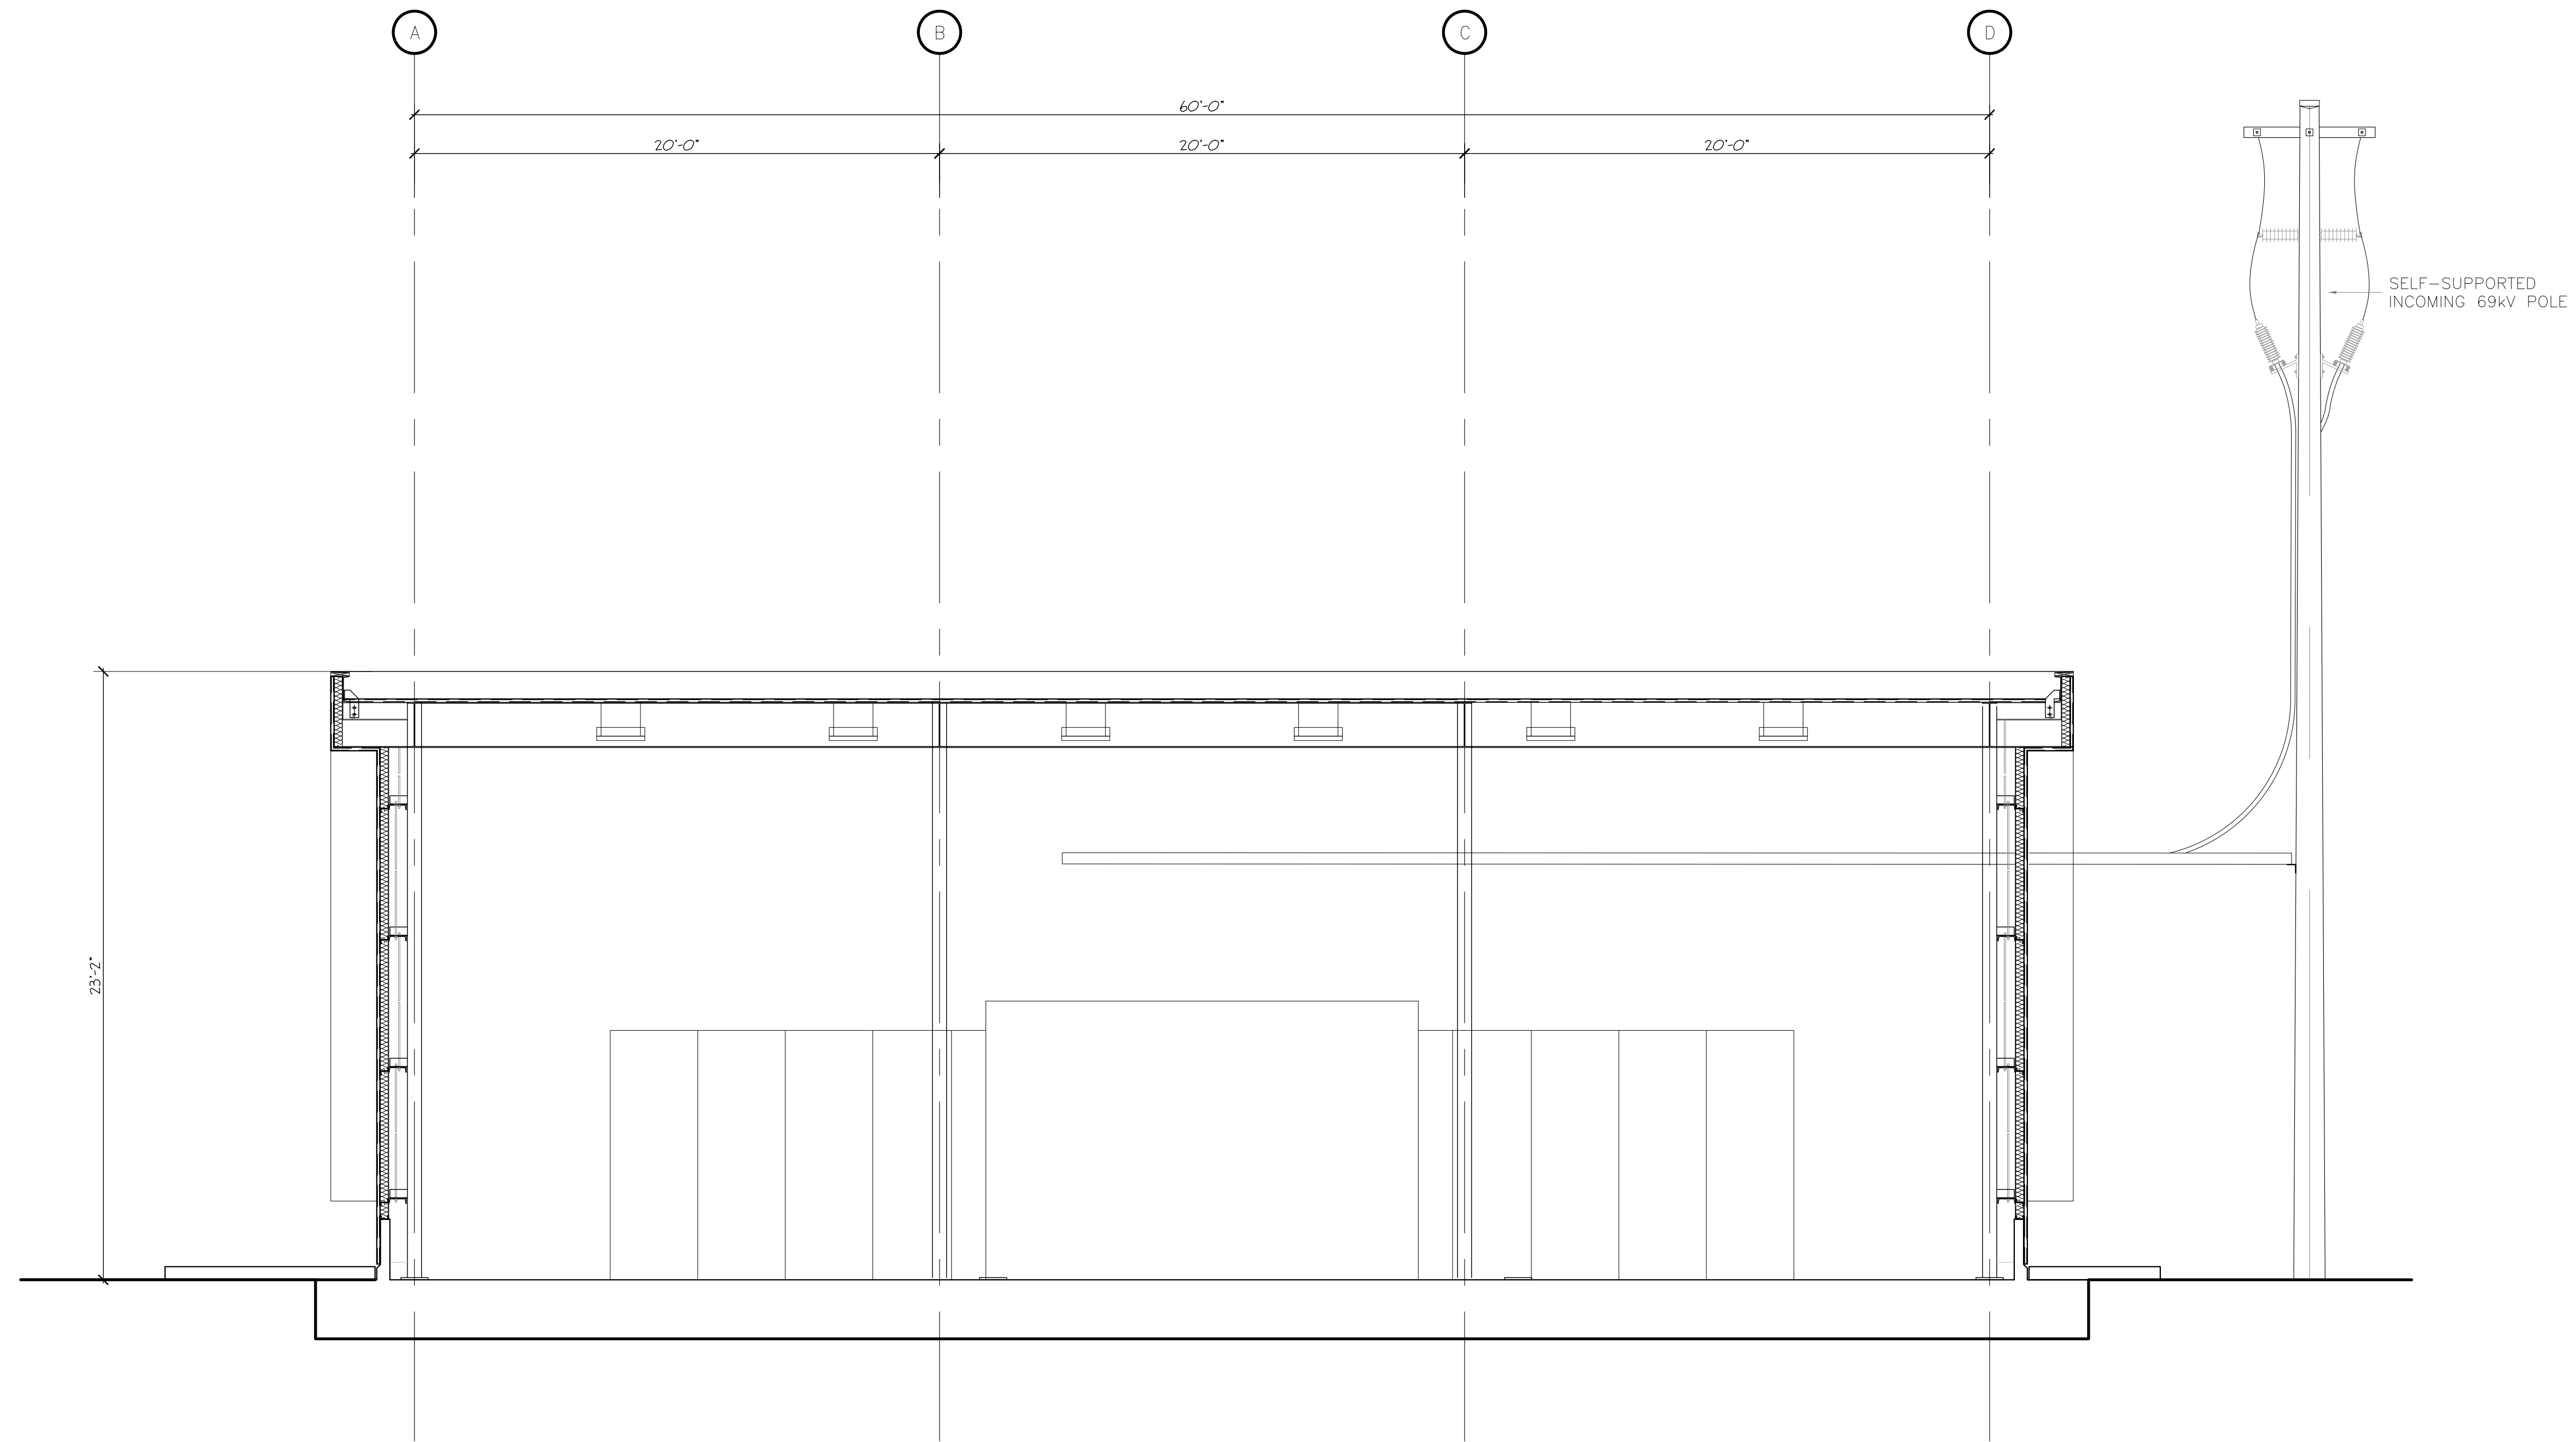 A
B
C
D
60'-0"
20'-0"
20'-0"
20'-0"
SELF-SUPPORTED
INCOMING 69kV POLE
23'-2"